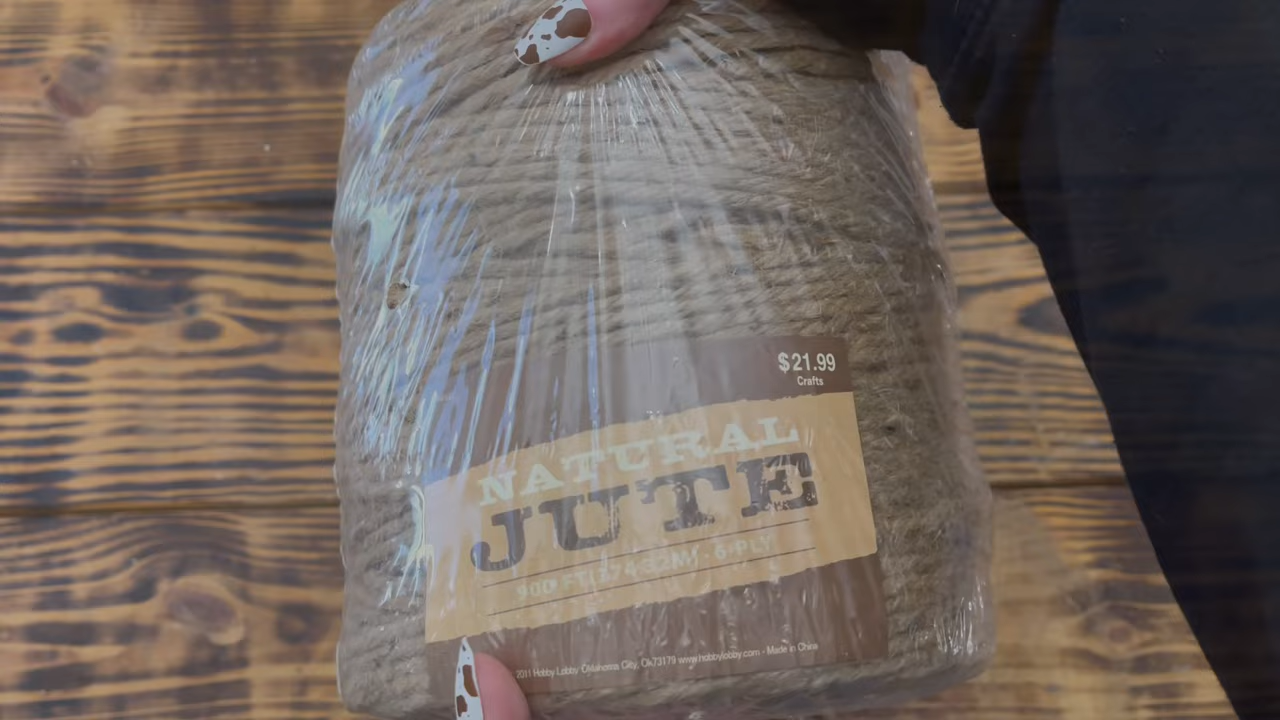 $21.99
Crafts
NATURAL
JUTE
900 FT(274.32M) · 6-PLY
2011 Hobby Lobby Oklahoma City, Ok73179 www.hobbylobby.com - Made in China